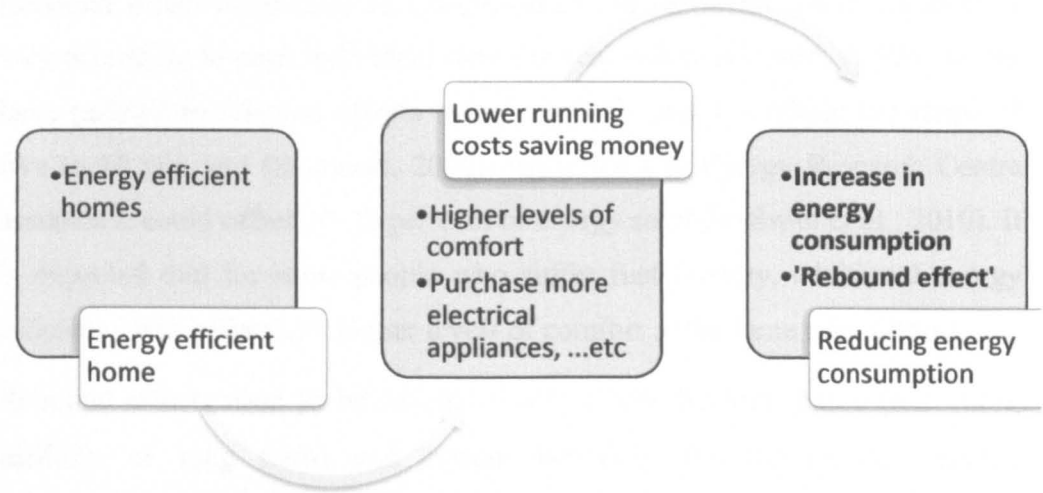 •Energy efficient
homes
Energy efficient
home
Lower running
costs saving money
•Higher levels of
comfort
•Purchase more
electrical
appliances, ...etc
•Increase in
energy
consumption
•'Rebound effect'
Reducing energy
consumption